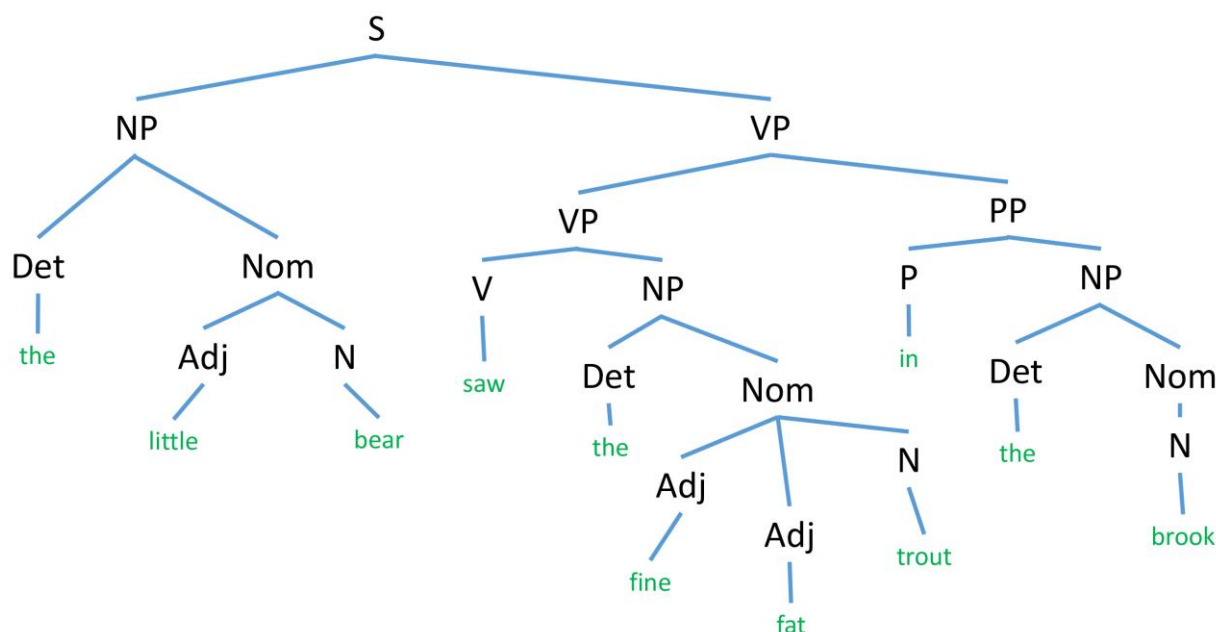 S
NP VP
VP PP
Det Nom V NP P NP
the Adj N saw Det Nom in Det Nom
little bear the Adj N the N
Adj brook
fine trout
fat